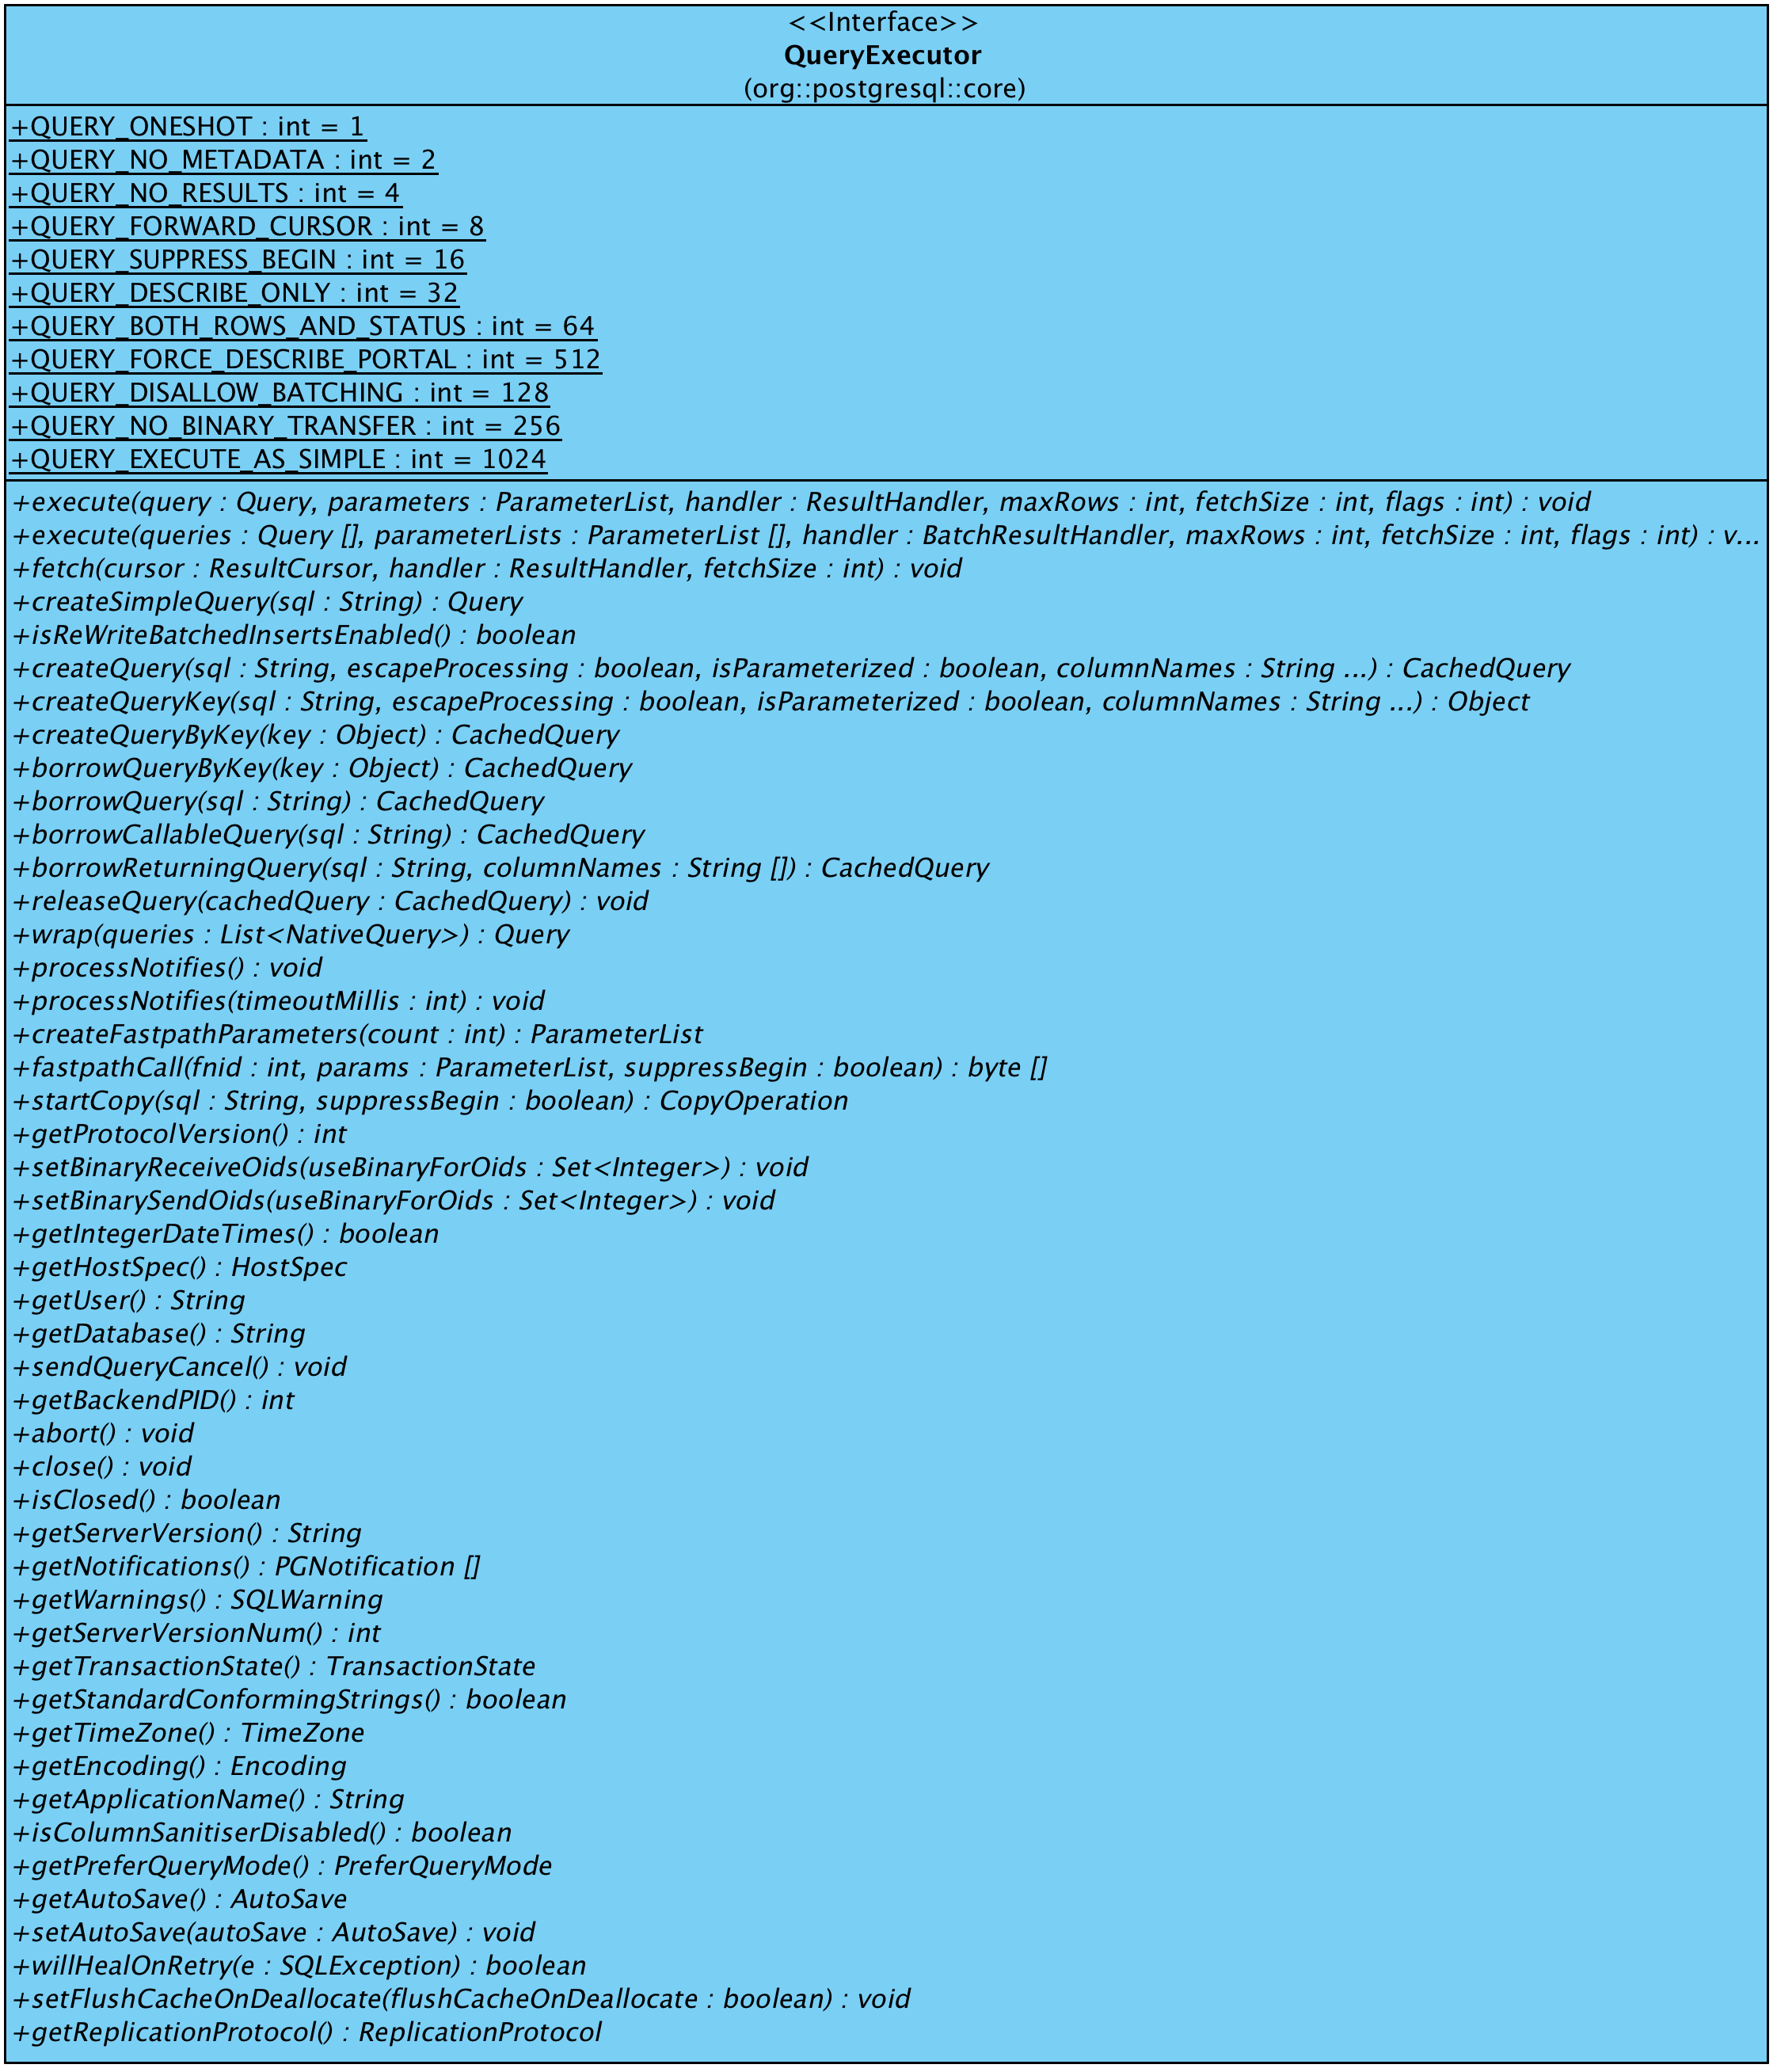 <<Interface>>
QueryExecutor
(org::postgresql::core)
+QUERY_ONESHOT : int = 1
+QUERY_NO_METADATA : int = 2
+QUERY_NO_RESULTS : int = 4
+QUERY_FORWARD_CURSOR : int = 8
+QUERY_SUPPRESS_BEGIN : int = 16
+QUERY_DESCRIBE_ONLY : int = 32
+QUERY_BOTH_ROWS_AND_STATUS : int = 64
+QUERY_FORCE_DESCRIBE_PORTAL : int = 512
+QUERY_DISALLOW_BATCHING : int = 128
+QUERY_NO_BINARY_TRANSFER : int = 256
+QUERY_EXECUTE_AS_SIMPLE : int = 1024
+execute(query : Query, parameters : ParameterList, handler : ResultHandler, maxRows : int, fetchSize : int, flags : int) : void
+execute(queries : Query [], parameterLists : ParameterList [], handler : BatchResultHandler, maxRows : int, fetchSize : int, flags : int) : v...
+fetch(cursor : ResultCursor, handler : ResultHandler, fetchSize : int) : void
+createSimpleQuery(sql : String) : Query
+isReWriteBatchedInsertsEnabled() : boolean
+createQuery(sql : String, escapeProcessing : boolean, isParameterized : boolean, columnNames : String ...) : CachedQuery
+createQueryKey(sql : String, escapeProcessing : boolean, isParameterized : boolean, columnNames : String ...) : Object
+createQueryByKey(key : Object) : CachedQuery
+borrowQueryByKey(key : Object) : CachedQuery
+borrowQuery(sql : String) : CachedQuery
+borrowCallableQuery(sql : String) : CachedQuery
+borrowReturningQuery(sql : String, columnNames : String []) : CachedQuery
+releaseQuery(cachedQuery : CachedQuery) : void
+wrap(queries : List<NativeQuery>) : Query
+processNotifies() : void
+processNotifies(timeoutMillis : int) : void
+createFastpathParameters(count : int) : ParameterList
+fastpathCall(fnid : int, params : ParameterList, suppressBegin : boolean) : byte []
+startCopy(sql : String, suppressBegin : boolean) : CopyOperation
+getProtocolVersion() : int
+setBinaryReceiveOids(useBinaryForOids : Set<Integer>) : void
+setBinarySendOids(useBinaryForOids : Set<Integer>) : void
+getIntegerDateTimes() : boolean
+getHostSpec() : HostSpec
+getUser() : String
+getDatabase() : String
+sendQueryCancel() : void
+getBackendPID() : int
+abort() : void
+close() : void
+isClosed() : boolean
+getServerVersion() : String
+getNotifications() : PGNotification []
+getWarnings() : SQLWarning
+getServerVersionNum() : int
+getTransactionState() : TransactionState
+getStandardConformingStrings() : boolean
+getTimeZone() : TimeZone
+getEncoding() : Encoding
+getApplicationName() : String
+isColumnSanitiserDisabled() : boolean
+getPreferQueryMode() : PreferQueryMode
+getAutoSave() : AutoSave
+setAutoSave(autoSave : AutoSave) : void
+willHealOnRetry(e : SQLException) : boolean
+setFlushCacheOnDeallocate(flushCacheOnDeallocate : boolean) : void
+getReplicationProtocol() : ReplicationProtocol